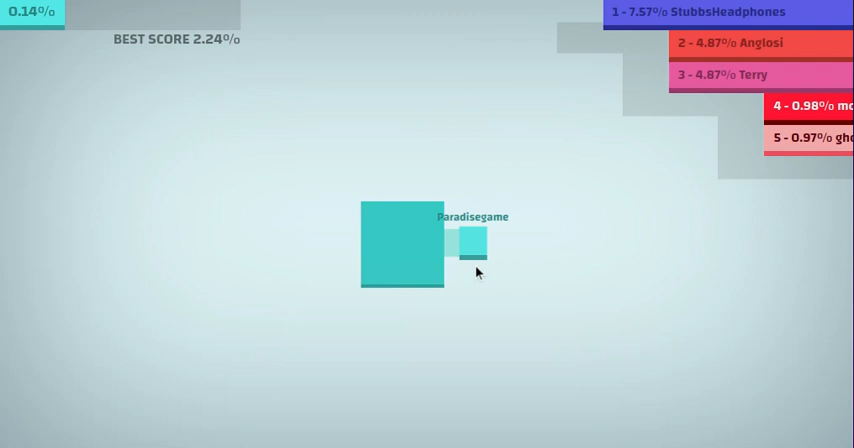 0.14%
BEST SCORE 2.24%
1 - 7.57% StubbsHeadphones
2 - 4.87% Anglosi
3 - 4.87% Terry
4 - 0.98%
5 - 0.97%
Paradisegame